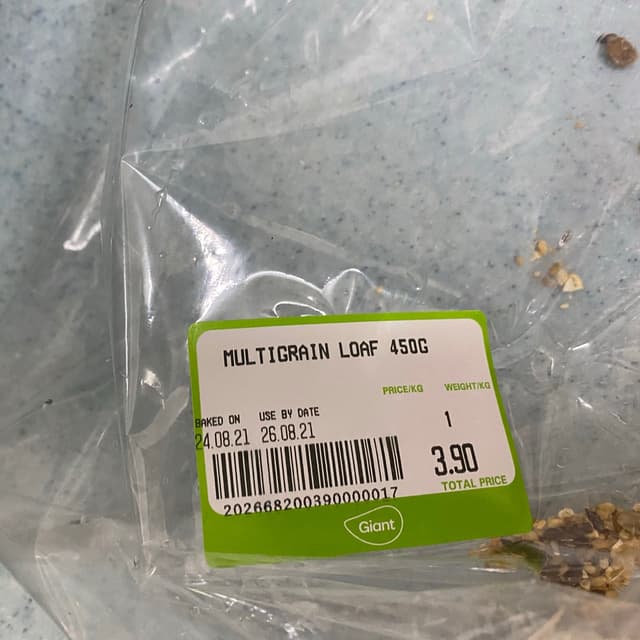 MULTIGRAIN LOAF 450G
PRICE/KG WEIGHT/KG
BAKED ON USE BY DATE
1
24.08.21 26.08.21
3.90
TOTAL PRICE
202668200390000017
Giant